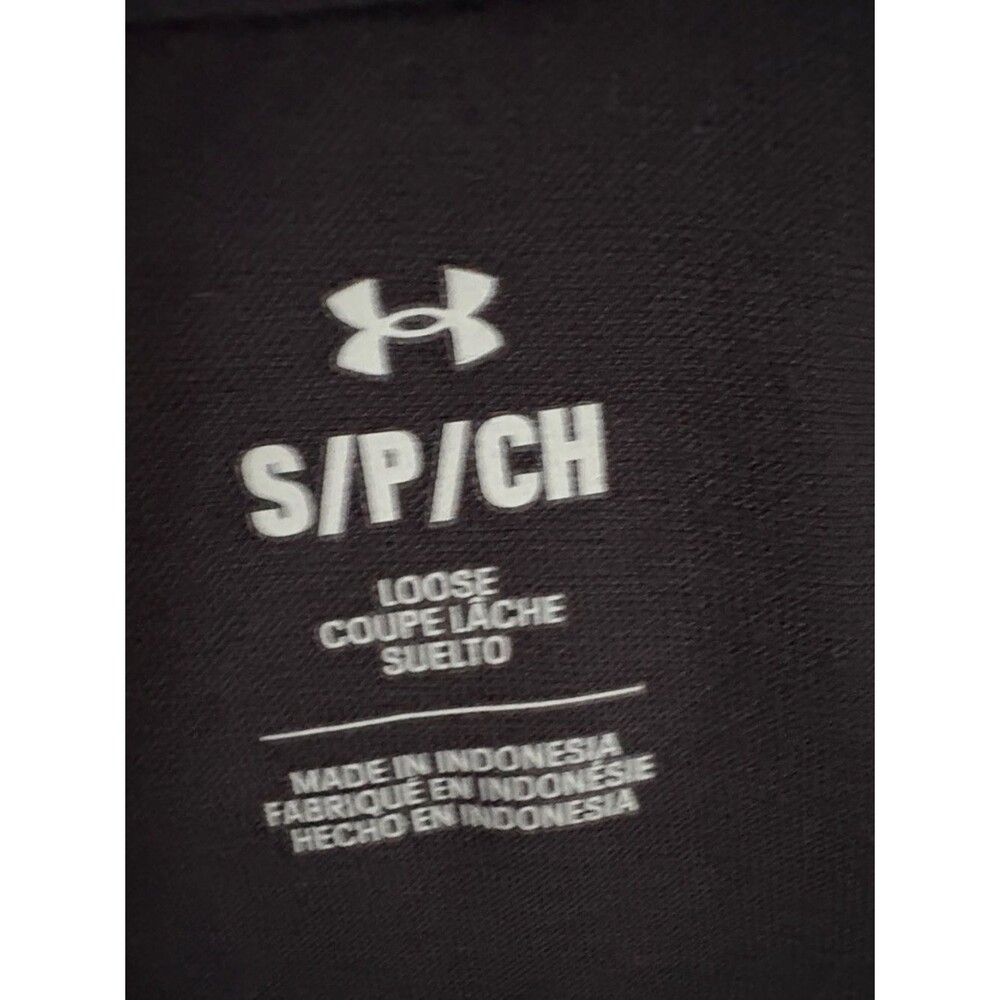 S/P/CH
LOOSE
COUPE LÂCHE
SUELTO
MADE IN INDONESIA
FABRIQUÉ EN INDONÉSIE
HECHO EN INDONESIA